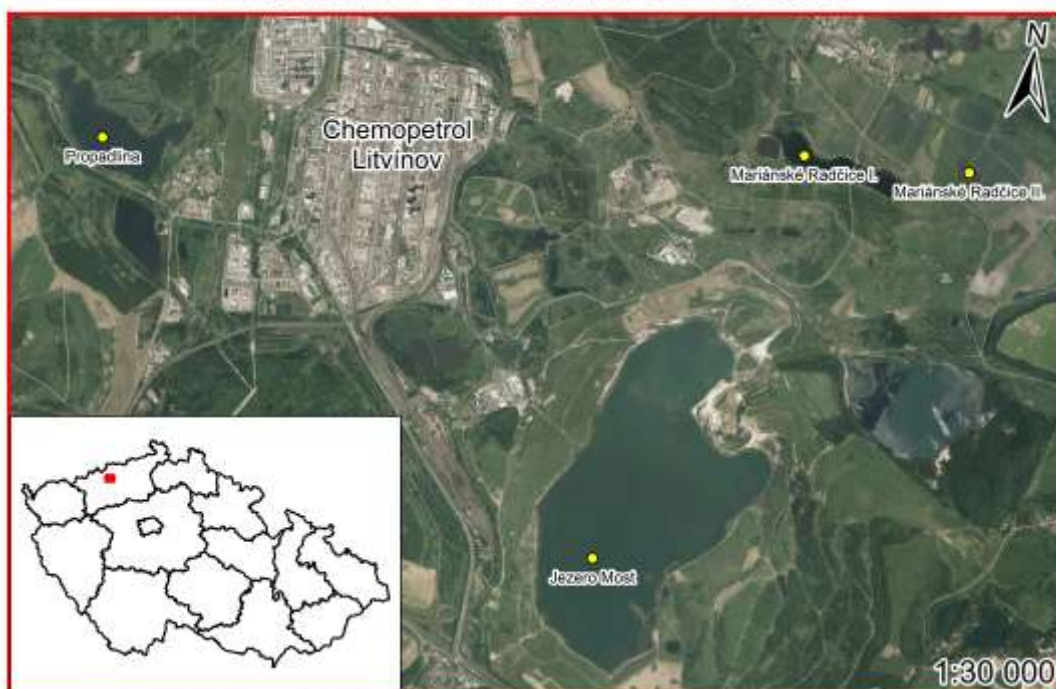 N
Chemopetrol
Litvínov
Propadlina
Mariánské Radčice I.
Mariánské Radčice II.
Jezero Most
1:30 000